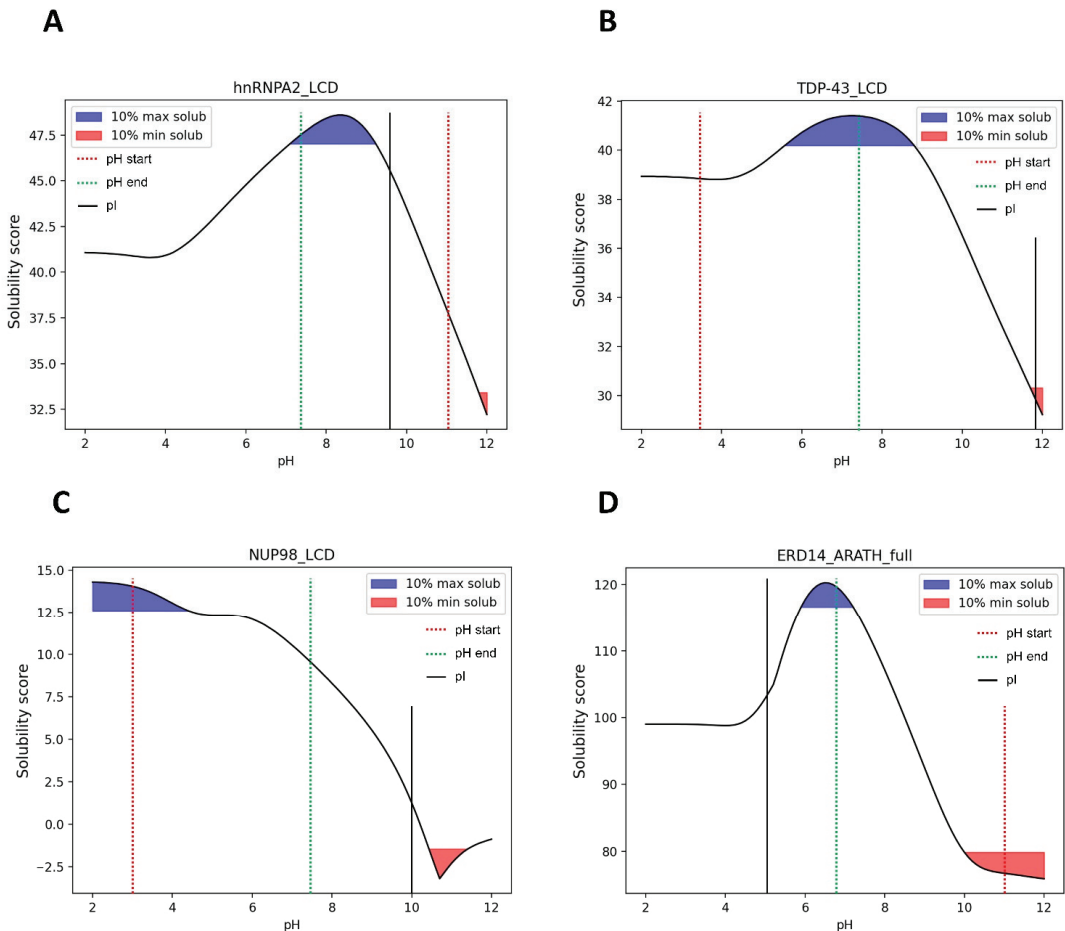 A
hnRNPA2_LCD
10% max solub
10% min solub
pH start
pH end
pI
Solubility score
47.5
45.0
42.5
40.0
37.5
35.0
32.5
2 4 6 8 10 12
pH
B
TDP-43_LCD
10% max solub
10% min solub
pH start
pH end
pI
Solubility score
42
40
38
36
34
32
30
2 4 6 8 10 12
pH
C
NUP98_LCD
10% max solub
10% min solub
pH start
pH end
pI
Solubility score
15.0
12.5
10.0
7.5
5.0
2.5
0.0
−2.5
2 4 6 8 10 12
pH
D
ERD14_ARATH_full
10% max solub
10% min solub
pH start
pH end
pI
Solubility score
120
110
100
90
80
2 4 6 8 10 12
pH